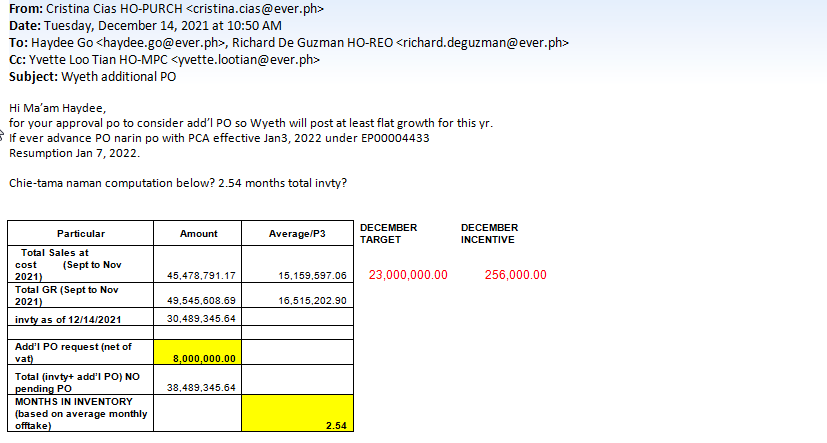 From: Cristina Cias HO-PURCH <cristina.cias@ever.ph>
Date: Tuesday, December 14, 2021 at 10:50 AM
To: Haydee Go <haydee.go@ever.ph>, Richard De Guzman HO-REO <richard.deguzman@ever.ph>
Cc: Yvette Loo Tian HO-MPC <yvette.lootian@ever.ph>
Subject: Wyeth additional PO
Hi Ma'am Haydee,
for your approval po to consider add'l PO so Wyeth will post at least flat growth for this yr.
If ever advance PO narin po with PCA effective Jan3, 2022 under EP00004433
Resumption Jan 7, 2022.
Chie-tama naman computation below? 2.54 months total invty?
Particular Amount Average/P3 DECEMBER TARGET DECEMBER INCENTIVE
Total Sales at
cost (Sept to Nov
2021) 45,478,791.17 15,159,597.06 23,000,000.00 256,000.00
Total GR (Sept to Nov
2021) 49,545,608.69 16,515,202.90
invty as of 12/14/2021 30,489,345.64
Add'l PO request (net of
vat) 8,000,000.00
Total (invty+ add'l PO) NO
pending PO 38,489,345.64
MONTHS IN INVENTORY
(based on average monthly
offtake) 2.54